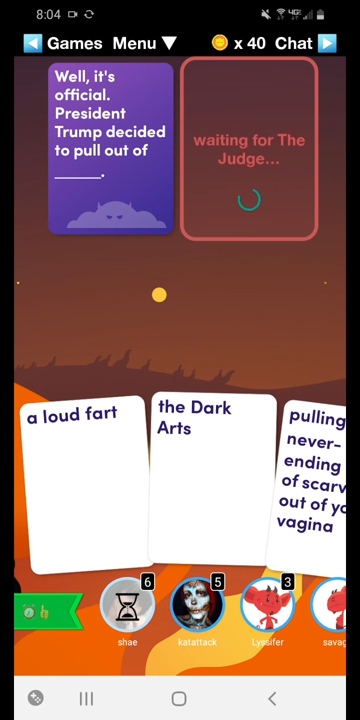 8:04
4G
Games Menu x 40 Chat
Well, it's
official.
President
Trump decided
to pull out of
______.
waiting for The
Judge...
a loud fart
the Dark
Arts
pulling
never-
ending
of scarv
out of yo
vagina
6
5
3
shae
katattack
Lyssifer
savag